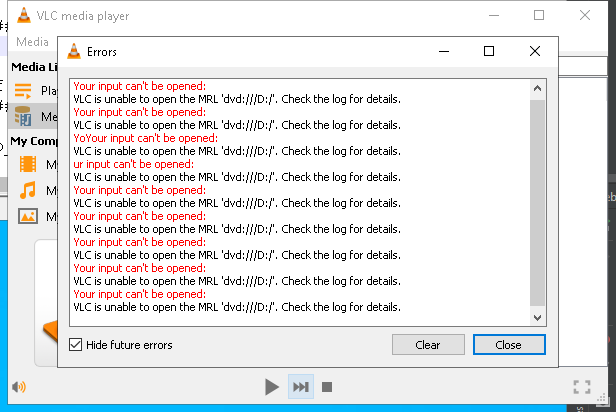 VLC media player
Media
Errors
Media Li
Your input can't be opened:
VLC is unable to open the MRL 'dvd:///D:/'. Check the log for details.
Your input can't be opened:
VLC is unable to open the MRL 'dvd:///D:/'. Check the log for details.
YoYour input can't be opened:
VLC is unable to open the MRL 'dvd:///D:/'. Check the log for details.
ur input can't be opened:
VLC is unable to open the MRL 'dvd:///D:/'. Check the log for details.
Your input can't be opened:
VLC is unable to open the MRL 'dvd:///D:/'. Check the log for details.
Your input can't be opened:
VLC is unable to open the MRL 'dvd:///D:/'. Check the log for details.
Your input can't be opened:
VLC is unable to open the MRL 'dvd:///D:/'. Check the log for details.
Your input can't be opened:
VLC is unable to open the MRL 'dvd:///D:/'. Check the log for details.
Your input can't be opened:
VLC is unable to open the MRL 'dvd:///D:/'. Check the log for details.
Play
Me
My Comp
My
My
My
Hide future errors
Clear
Close